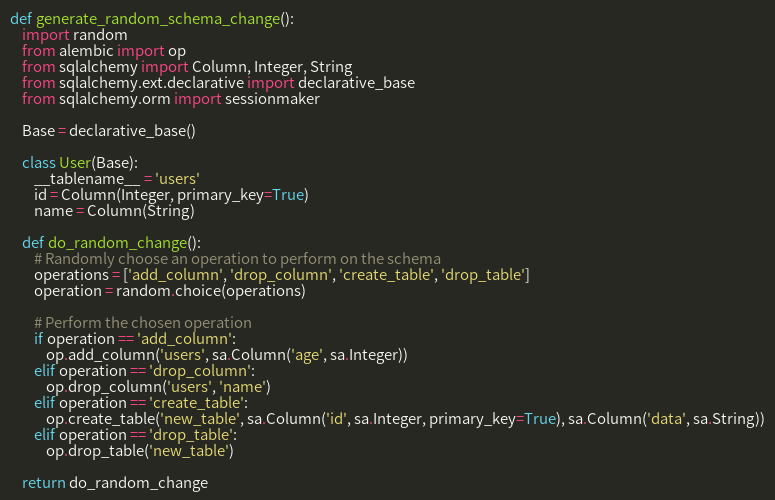 def generate_random_schema_change():
    import random
    from alembic import op
    from sqlalchemy import Column, Integer, String
    from sqlalchemy.ext.declarative import declarative_base
    from sqlalchemy.orm import sessionmaker

    Base = declarative_base()

    class User(Base):
        __tablename__ = 'users'
        id = Column(Integer, primary_key=True)
        name = Column(String)

    def do_random_change():
        # Randomly choose an operation to perform on the schema
        operations = ['add_column', 'drop_column', 'create_table', 'drop_table']
        operation = random.choice(operations)

        # Perform the chosen operation
        if operation == 'add_column':
            op.add_column('users', sa.Column('age', sa.Integer))
        elif operation == 'drop_column':
            op.drop_column('users', 'name')
        elif operation == 'create_table':
            op.create_table('new_table', sa.Column('id', sa.Integer, primary_key=True), sa.Column('data', sa.String))
        elif operation == 'drop_table':
            op.drop_table('new_table')

    return do_random_change